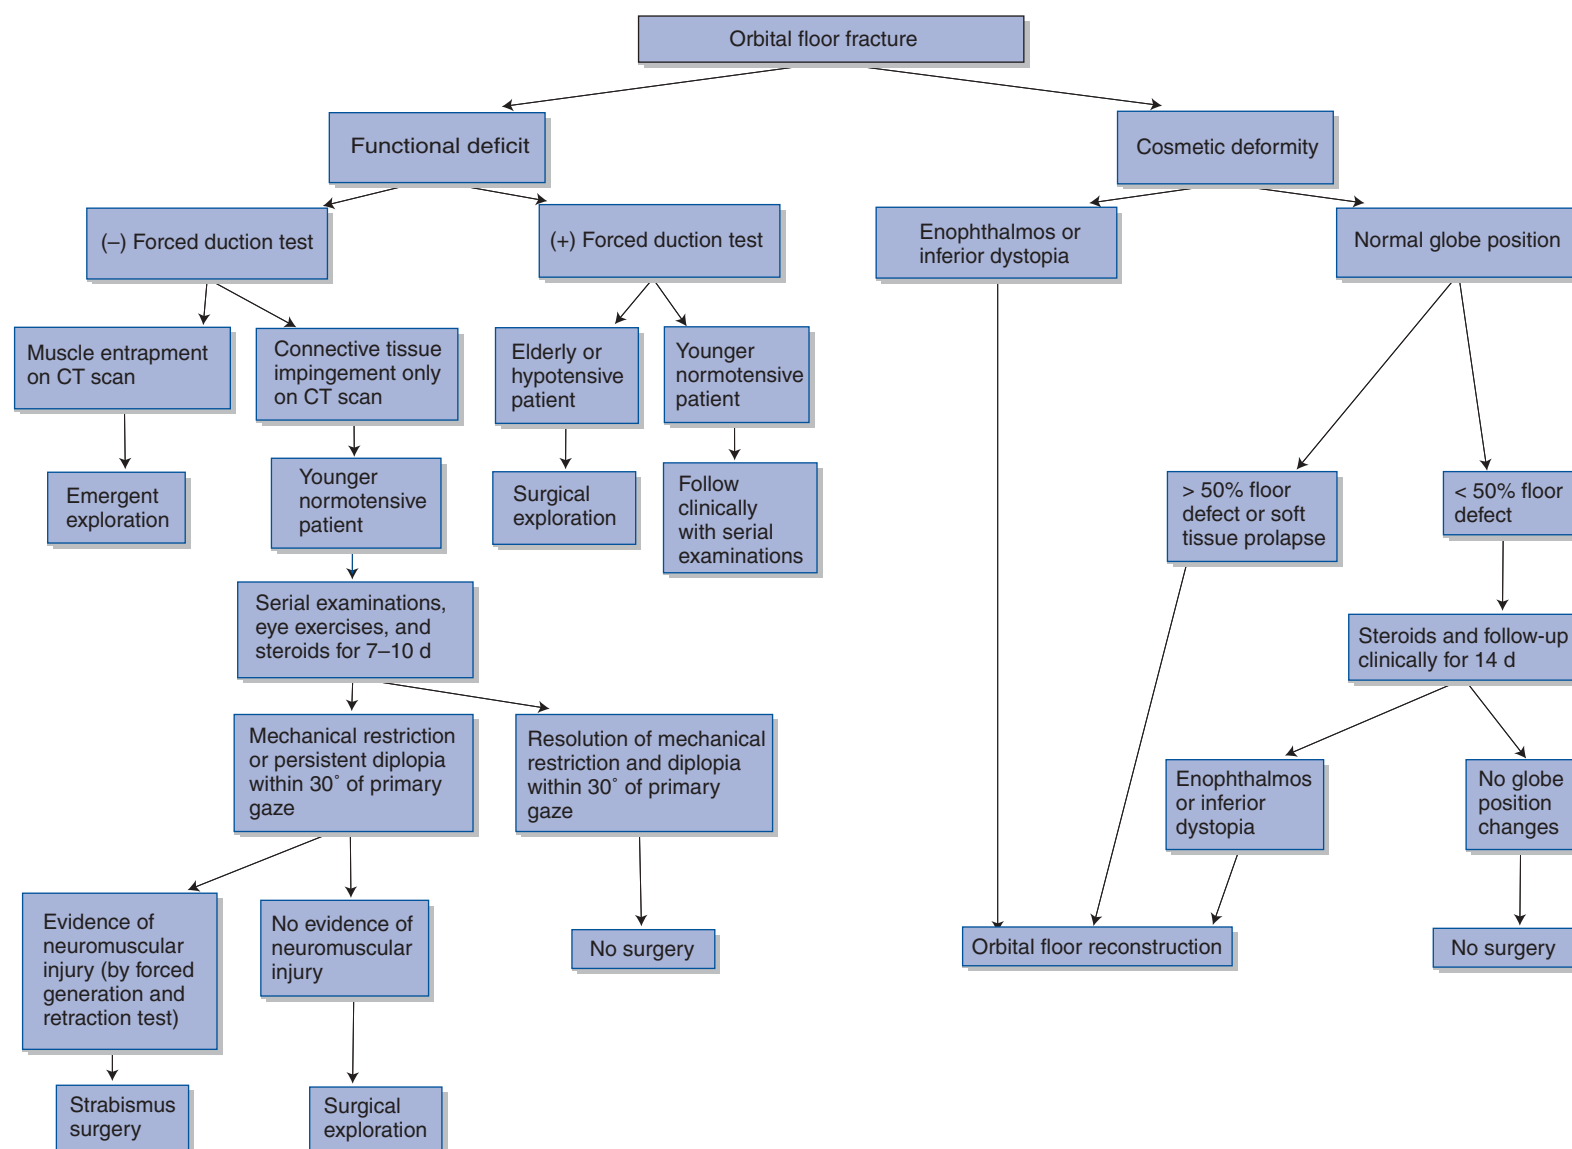 Orbital floor fracture
Functional deficit
Cosmetic deformity
(–) Forced duction test
(+) Forced duction test
Enophthalmos or
inferior dystopia
Normal globe position
Muscle entrapment
on CT scan
Connective tissue
impingement only
on CT scan
Elderly or
hypotensive
patient
Younger
normotensive
patient
Emergent
exploration
Younger
normotensive
patient
Surgical
exploration
Follow
clinically
with serial
examinations
> 50% floor
defect or soft
tissue prolapse
< 50% floor
defect
Serial examinations,
eye exercises, and
steroids for 7–10 d
Steroids and follow-up
clinically for 14 d
Mechanical restriction
or persistent diplopia
within 30˚ of primary
gaze
Resolution of mechanical
restriction and diplopia
within 30˚ of primary
gaze
Enophthalmos
or inferior
dystopia
No globe
position
changes
Evidence of
neuromuscular
injury (by forced
generation and
retraction test)
No evidence of
neuromuscular
injury
No surgery
Orbital floor reconstruction
No surgery
Strabismus
surgery
Surgical
exploration